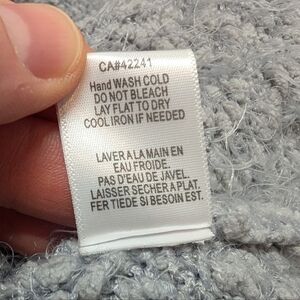 CA#42241
Hand WASH COLD
DO NOT BLEACH
LAY FLAT TO DRY
COOL IRON IF NEEDED
LAVER A LA MAIN EN
EAU FROIDE.
PAS D'EAU DE JAVEL.
LAISSER SECHER A PLAT.
FER TIEDE SI BESOIN EST.